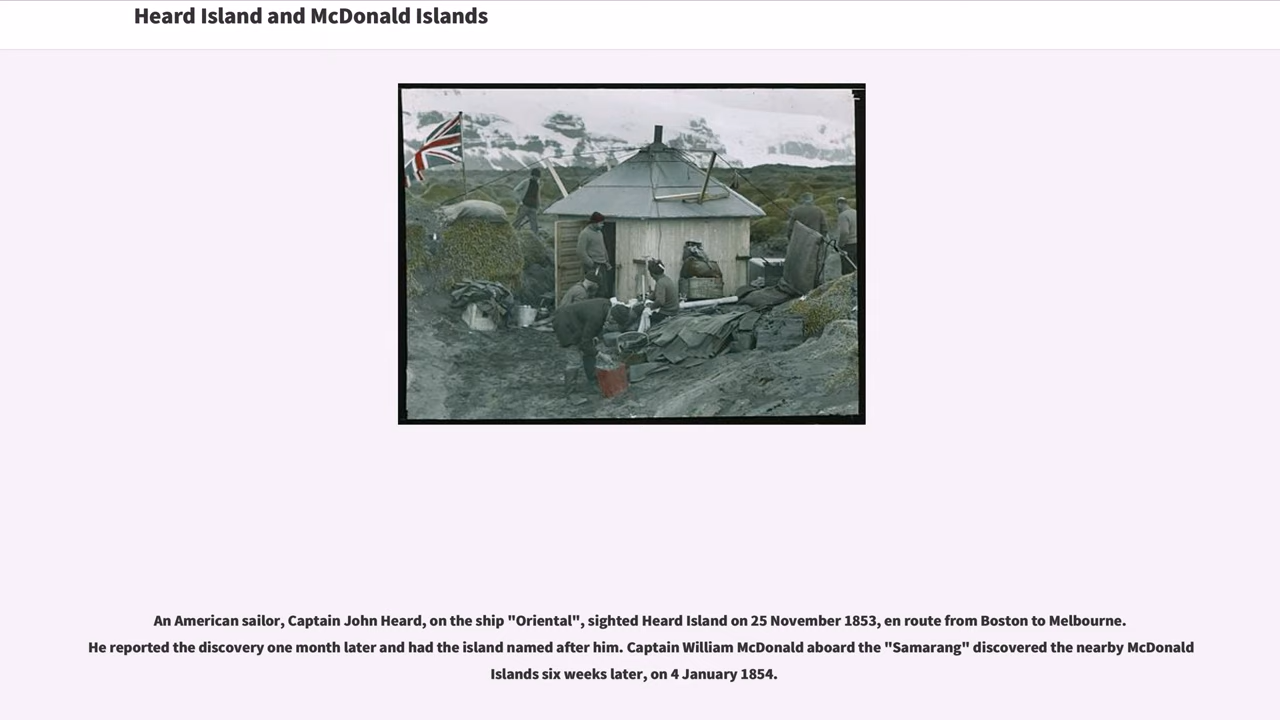 Heard Island and McDonald Islands
An American sailor, Captain John Heard, on the ship "Oriental", sighted Heard Island on 25 November 1853, en route from Boston to Melbourne.
He reported the discovery one month later and had the island named after him. Captain William McDonald aboard the "Samarang" discovered the nearby McDonald
Islands six weeks later, on 4 January 1854.